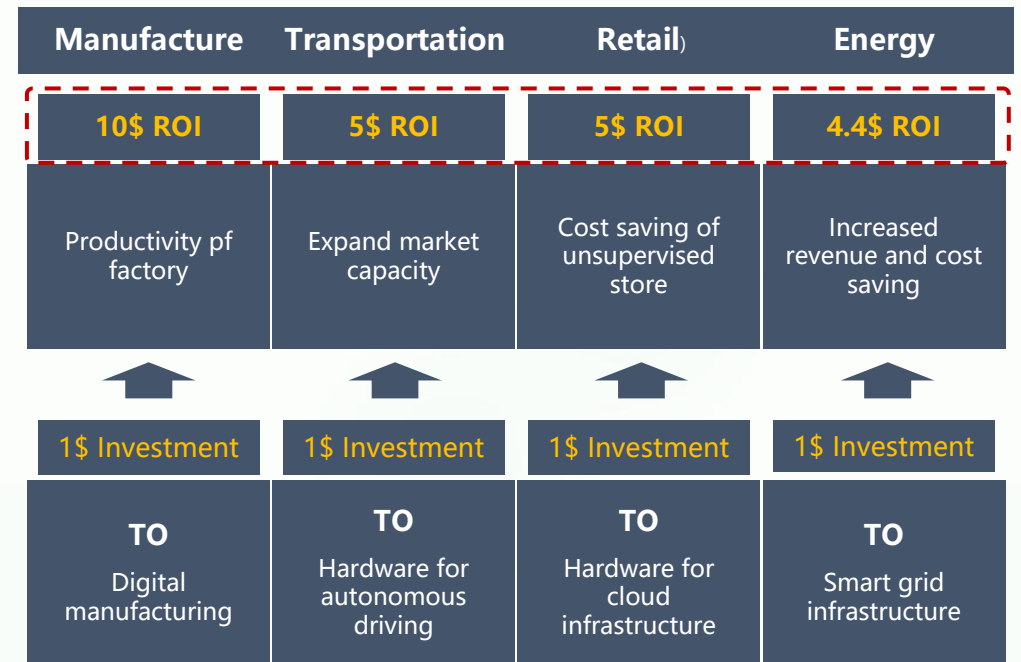 Manufacture Transportation Retail) Energy
10$ ROI 5$ ROI 5$ ROI 4.4$ ROI
Productivity pf
factory
Expand market
capacity
Cost saving of
unsupervised
store
Increased
revenue and cost
saving
1$ Investment 1$ Investment 1$ Investment 1$ Investment
TO
Digital
manufacturing
TO
Hardware for
autonomous
driving
TO
Hardware for
cloud
infrastructure
TO
Smart grid
infrastructure